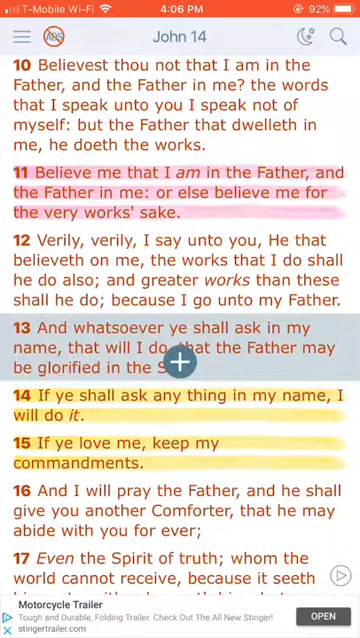 T-Mobile Wi-Fi 4:06 PM 92%
ADS John 14
10 Believest thou not that I am in the
Father, and the Father in me? the words
that I speak unto you I speak not of
myself: but the Father that dwelleth in
me, he doeth the works.
11 Believe me that I am in the Father, and
the Father in me: or else believe me for
the very works' sake.
12 Verily, verily, I say unto you, He that
believeth on me, the works that I do shall
he do also; and greater works than these
shall he do; because I go unto my Father.
13 And whatsoever ye shall ask in my
name, that will I do, that the Father may
be glorified in the S
14 If ye shall ask any thing in my name, I
will do it.
15 If ye love me, keep my
commandments.
16 And I will pray the Father, and he shall
give you another Comforter, that he may
abide with you for ever;
17 Even the Spirit of truth; whom the
world cannot receive, because it seeth
Motorcycle Trailer
Tough and Durable, Folding Trailer. Check Out The All New Stinger!
stingertrailer.com
OPEN